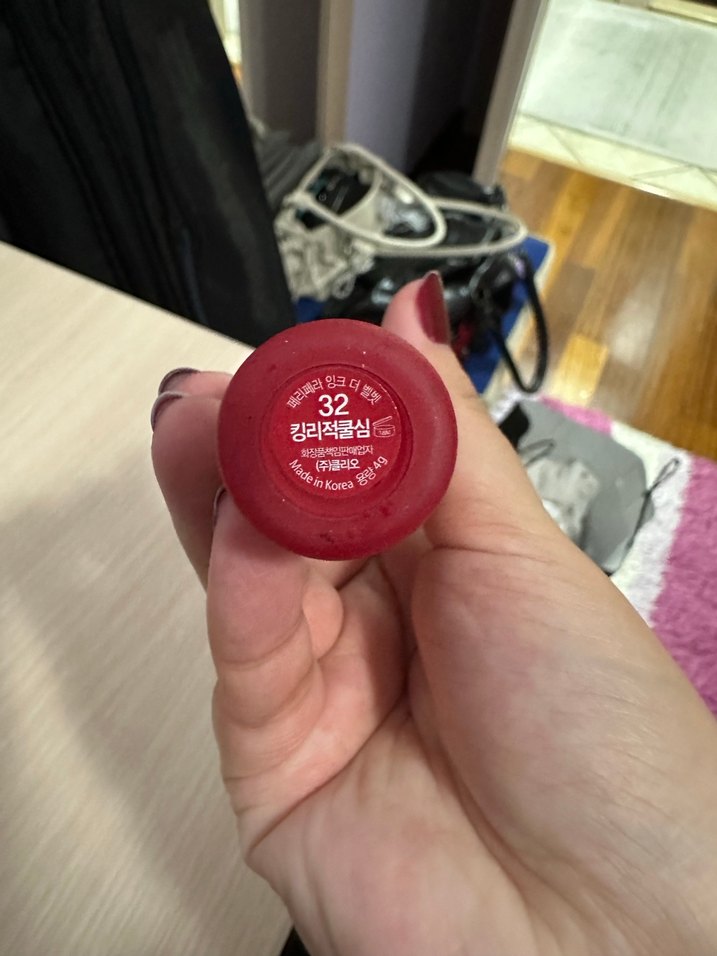 페리페라 잉크 더 벨벳
32
킹리적쿨심
화장품책임판매업자
(주)클리오
Made in Korea 용량 4g